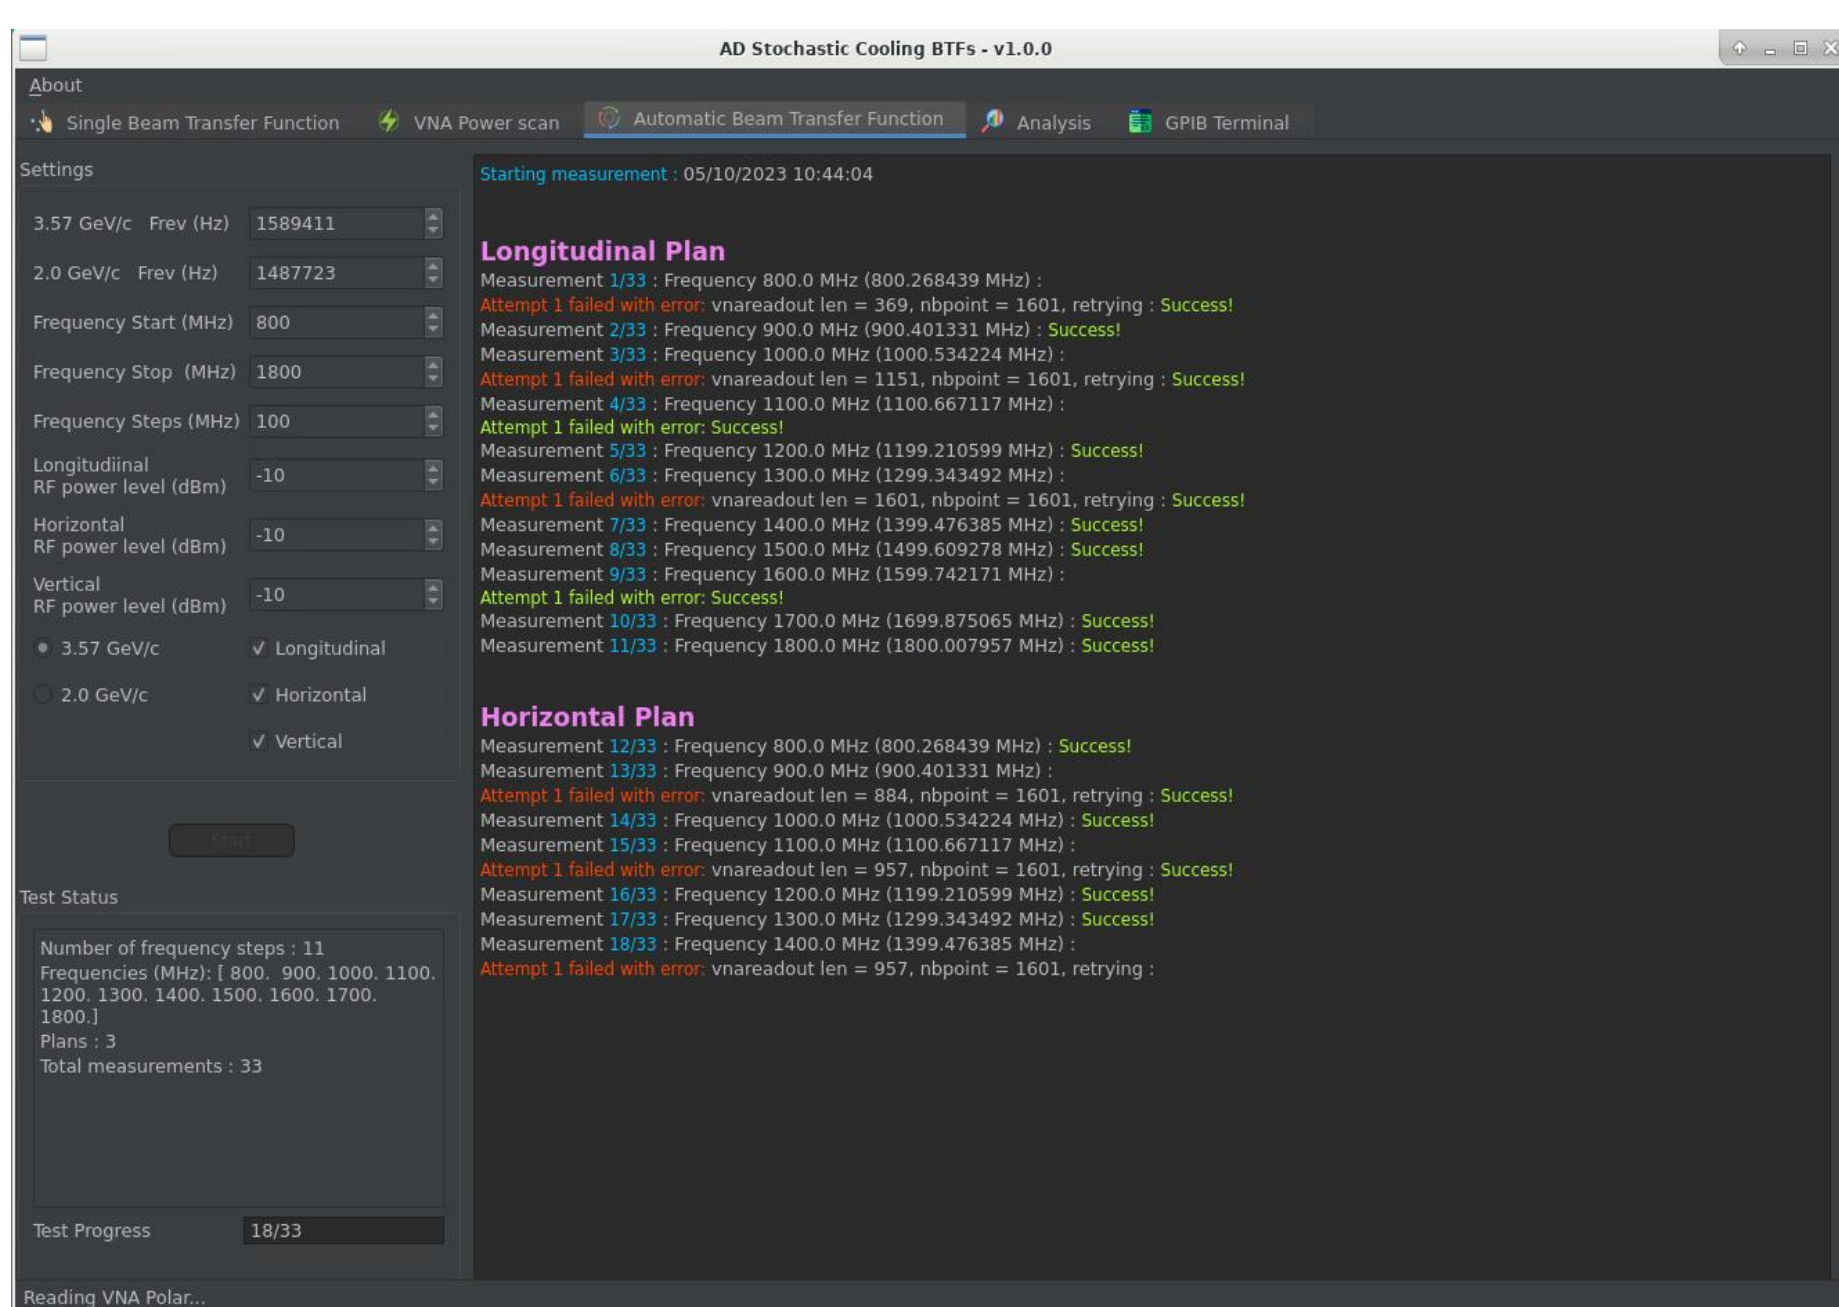 AD Stochastic Cooling BTFs - v1.0.0
About
Single Beam Transfer Function
VNA Power scan
Automatic Beam Transfer Function
Analysis
GPIB Terminal
Settings
3.57 GeV/c Frev (Hz) 1589411
2.0 GeV/c Frev (Hz) 1487723
Frequency Start (MHz) 800
Frequency Stop (MHz) 1800
Frequency Steps (MHz) 100
Longitudiinal
RF power level (dBm) -10
Horizontal
RF power level (dBm) -10
Vertical
RF power level (dBm) -10
3.57 GeV/c Longitudinal
2.0 GeV/c Horizontal
Vertical
Start
Test Status
Number of frequency steps : 11
Frequencies (MHz): [ 800. 900. 1000. 1100.
1200. 1300. 1400. 1500. 1600. 1700.
1800.]
Plans : 3
Total measurements : 33
Test Progress 18/33
Starting measurement : 05/10/2023 10:44:04
Longitudinal Plan
Measurement 1/33 : Frequency 800.0 MHz (800.268439 MHz) :
Attempt 1 failed with error: vnareadout len = 369, nbpoint = 1601, retrying : Success!
Measurement 2/33 : Frequency 900.0 MHz (900.401331 MHz) : Success!
Measurement 3/33 : Frequency 1000.0 MHz (1000.534224 MHz) :
Attempt 1 failed with error: vnareadout len = 1151, nbpoint = 1601, retrying : Success!
Measurement 4/33 : Frequency 1100.0 MHz (1100.667117 MHz) :
Attempt 1 failed with error: Success!
Measurement 5/33 : Frequency 1200.0 MHz (1199.210599 MHz) : Success!
Measurement 6/33 : Frequency 1300.0 MHz (1299.343492 MHz) :
Attempt 1 failed with error: vnareadout len = 1601, nbpoint = 1601, retrying : Success!
Measurement 7/33 : Frequency 1400.0 MHz (1399.476385 MHz) : Success!
Measurement 8/33 : Frequency 1500.0 MHz (1499.609278 MHz) : Success!
Measurement 9/33 : Frequency 1600.0 MHz (1599.742171 MHz) :
Attempt 1 failed with error: Success!
Measurement 10/33 : Frequency 1700.0 MHz (1699.875065 MHz) : Success!
Measurement 11/33 : Frequency 1800.0 MHz (1800.007957 MHz) : Success!
Horizontal Plan
Measurement 12/33 : Frequency 800.0 MHz (800.268439 MHz) : Success!
Measurement 13/33 : Frequency 900.0 MHz (900.401331 MHz) :
Attempt 1 failed with error: vnareadout len = 884, nbpoint = 1601, retrying : Success!
Measurement 14/33 : Frequency 1000.0 MHz (1000.534224 MHz) : Success!
Measurement 15/33 : Frequency 1100.0 MHz (1100.667117 MHz) :
Attempt 1 failed with error: vnareadout len = 957, nbpoint = 1601, retrying : Success!
Measurement 16/33 : Frequency 1200.0 MHz (1199.210599 MHz) : Success!
Measurement 17/33 : Frequency 1300.0 MHz (1299.343492 MHz) : Success!
Measurement 18/33 : Frequency 1400.0 MHz (1399.476385 MHz) :
Attempt 1 failed with error: vnareadout len = 957, nbpoint = 1601, retrying :
Reading VNA Polar...